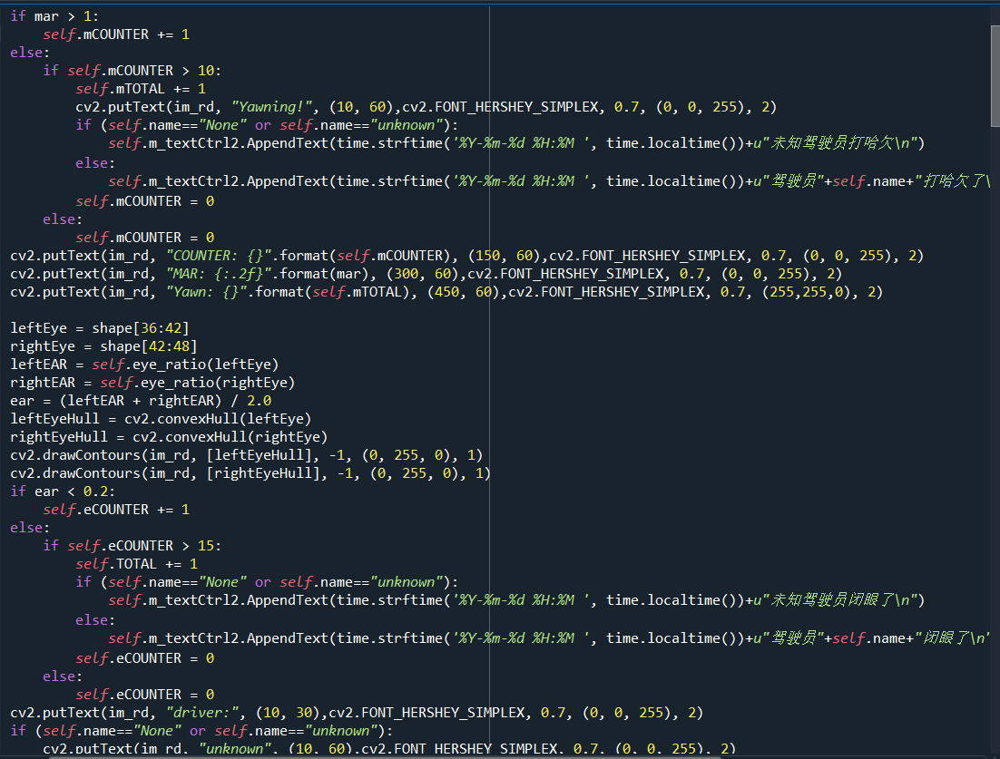 if mar > 1:
    self.mCOUNTER += 1
else:
    if self.mCOUNTER > 10:
        self.mTOTAL += 1
        cv2.putText(im_rd, "Yawning!", (10, 60),cv2.FONT_HERSHEY_SIMPLEX, 0.7, (0, 0, 255), 2)
        if (self.name=="None" or self.name=="unknown"):
            self.m_textCtrl2.AppendText(time.strftime('%Y-%m-%d %H:%M ', time.localtime())+u"未知驾驶员打哈欠\n")
        else:
            self.m_textCtrl2.AppendText(time.strftime('%Y-%m-%d %H:%M ', time.localtime())+u"驾驶员"+self.name+"打哈欠了\
        self.mCOUNTER = 0
    else:
        self.mCOUNTER = 0
cv2.putText(im_rd, "COUNTER: {}".format(self.mCOUNTER), (150, 60),cv2.FONT_HERSHEY_SIMPLEX, 0.7, (0, 0, 255), 2)
cv2.putText(im_rd, "MAR: {:.2f}".format(mar), (300, 60),cv2.FONT_HERSHEY_SIMPLEX, 0.7, (0, 0, 255), 2)
cv2.putText(im_rd, "Yawn: {}".format(self.mTOTAL), (450, 60),cv2.FONT_HERSHEY_SIMPLEX, 0.7, (255,255,0), 2)

leftEye = shape[36:42]
rightEye = shape[42:48]
leftEAR = self.eye_ratio(leftEye)
rightEAR = self.eye_ratio(rightEye)
ear = (leftEAR + rightEAR) / 2.0
leftEyeHull = cv2.convexHull(leftEye)
rightEyeHull = cv2.convexHull(rightEye)
cv2.drawContours(im_rd, [leftEyeHull], -1, (0, 255, 0), 1)
cv2.drawContours(im_rd, [rightEyeHull], -1, (0, 255, 0), 1)
if ear < 0.2:
    self.eCOUNTER += 1
else:
    if self.eCOUNTER > 15:
        self.TOTAL += 1
        if (self.name=="None" or self.name=="unknown"):
            self.m_textCtrl2.AppendText(time.strftime('%Y-%m-%d %H:%M ', time.localtime())+u"未知驾驶员闭眼了\n")
        else:
            self.m_textCtrl2.AppendText(time.strftime('%Y-%m-%d %H:%M ', time.localtime())+u"驾驶员"+self.name+"闭眼了\n"
        self.eCOUNTER = 0
    else:
        self.eCOUNTER = 0
cv2.putText(im_rd, "driver:", (10, 30),cv2.FONT_HERSHEY_SIMPLEX, 0.7, (0, 0, 255), 2)
if (self.name=="None" or self.name=="unknown"):
    cv2.putText(im_rd, "unknown", (10, 60),cv2.FONT_HERSHEY_SIMPLEX, 0.7, (0, 0, 255), 2)